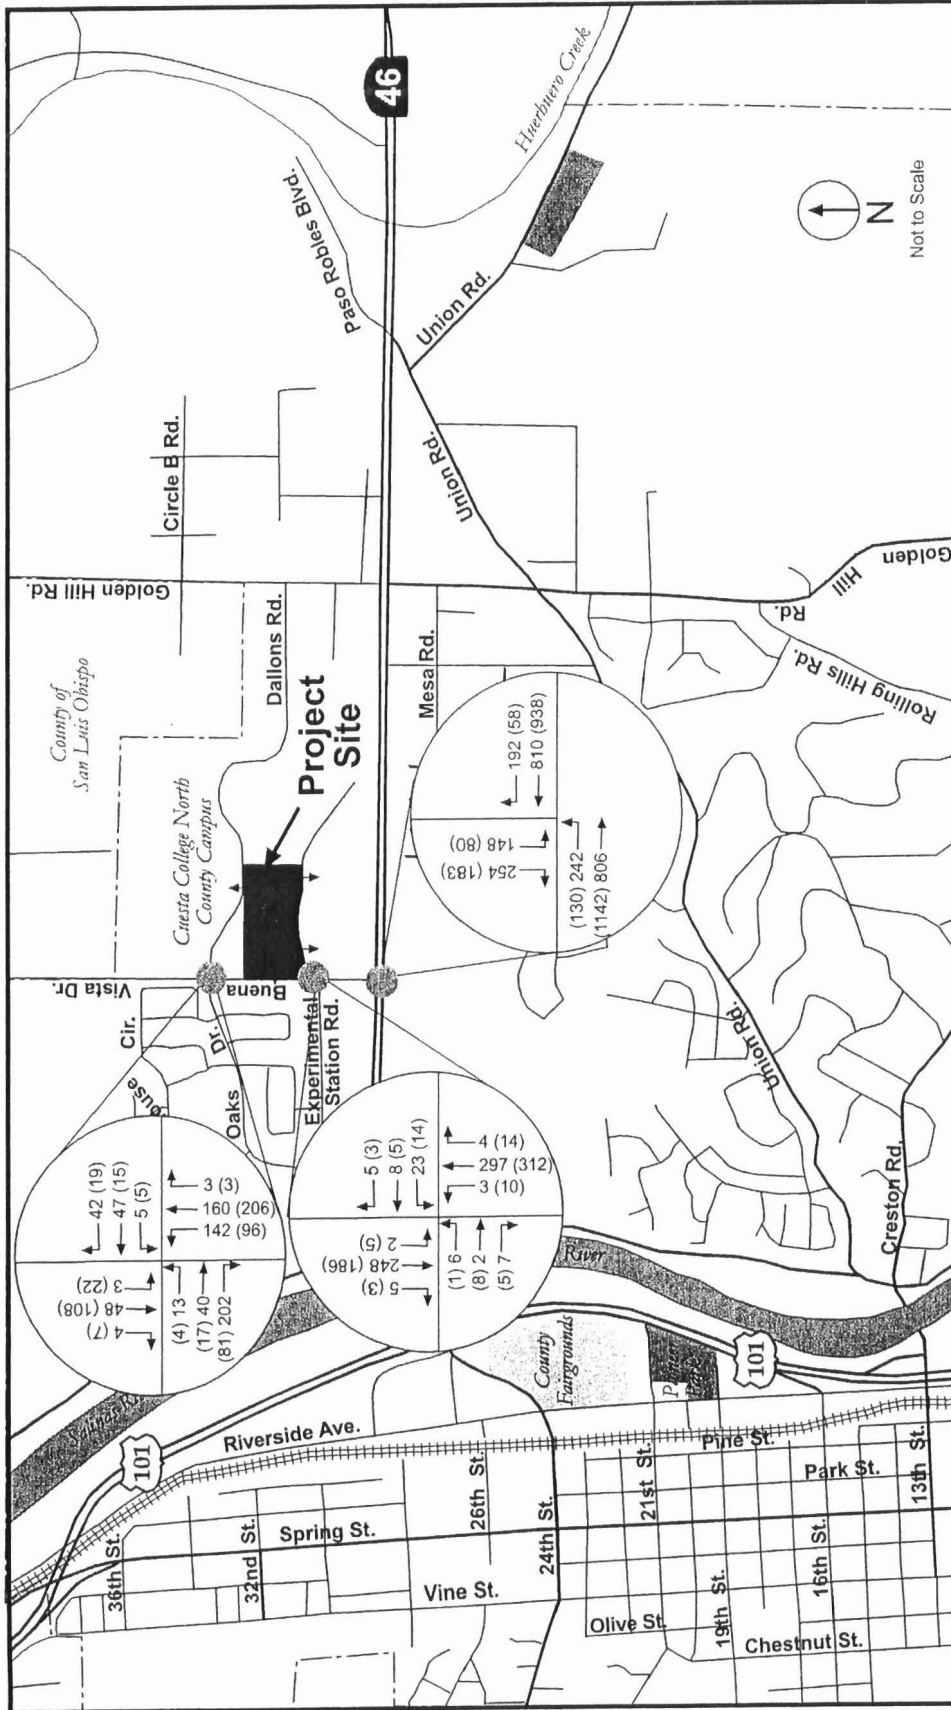 46
Huerhuero Creek
Paso Robles Blvd.
Union Rd.
N
Not to Scale
Circle B Rd.
Union Rd.
Golden Hill Rd.
Golden
Hill
Rd.
Rolling Hills Rd.
County of
San Luis Obispo
Dallons Rd.
Mesa Rd.
Project
Site
Cuesta College North
County Campus
192 (58)
810 (938)
148 (80)
254 (183)
(130) 242
(1142) 806
Vista Dr.
Buena
Cir.
Dr.
Oaks
Experimental
Station Rd.
Union Rd.
Union Rd.
Creston Rd.
42 (19)
47 (15)
5 (5)
3 (3)
160 (206)
142 (96)
3 (22)
48 (108)
4 (7)
(4) 13
(17) 40
(81) 202
5 (3)
8 (5)
23 (14)
4 (14)
297 (312)
3 (10)
2 (5)
248 (186)
5 (3)
(1) 6
(8) 2
(5) 7
River
Salinas
County
Fairgrounds
101
101
Riverside Ave.
Pine St.
Park St.
13th St.
16th St.
19th St.
21st St.
24th St.
26th St.
32nd St.
36th St.
Spring St.
Vine St.
Olive St.
Chestnut St.